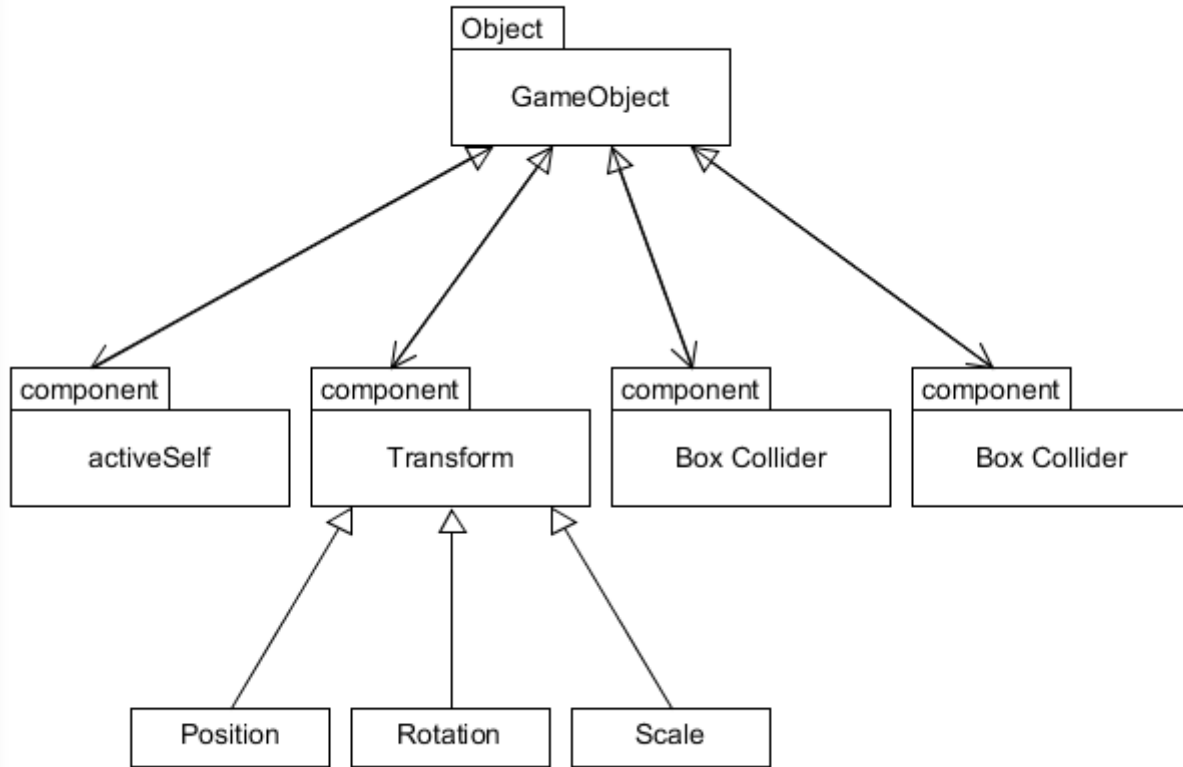 Object
GameObject
component
component
component
component
activeSelf
Transform
Box Collider
Box Collider
Position
Rotation
Scale